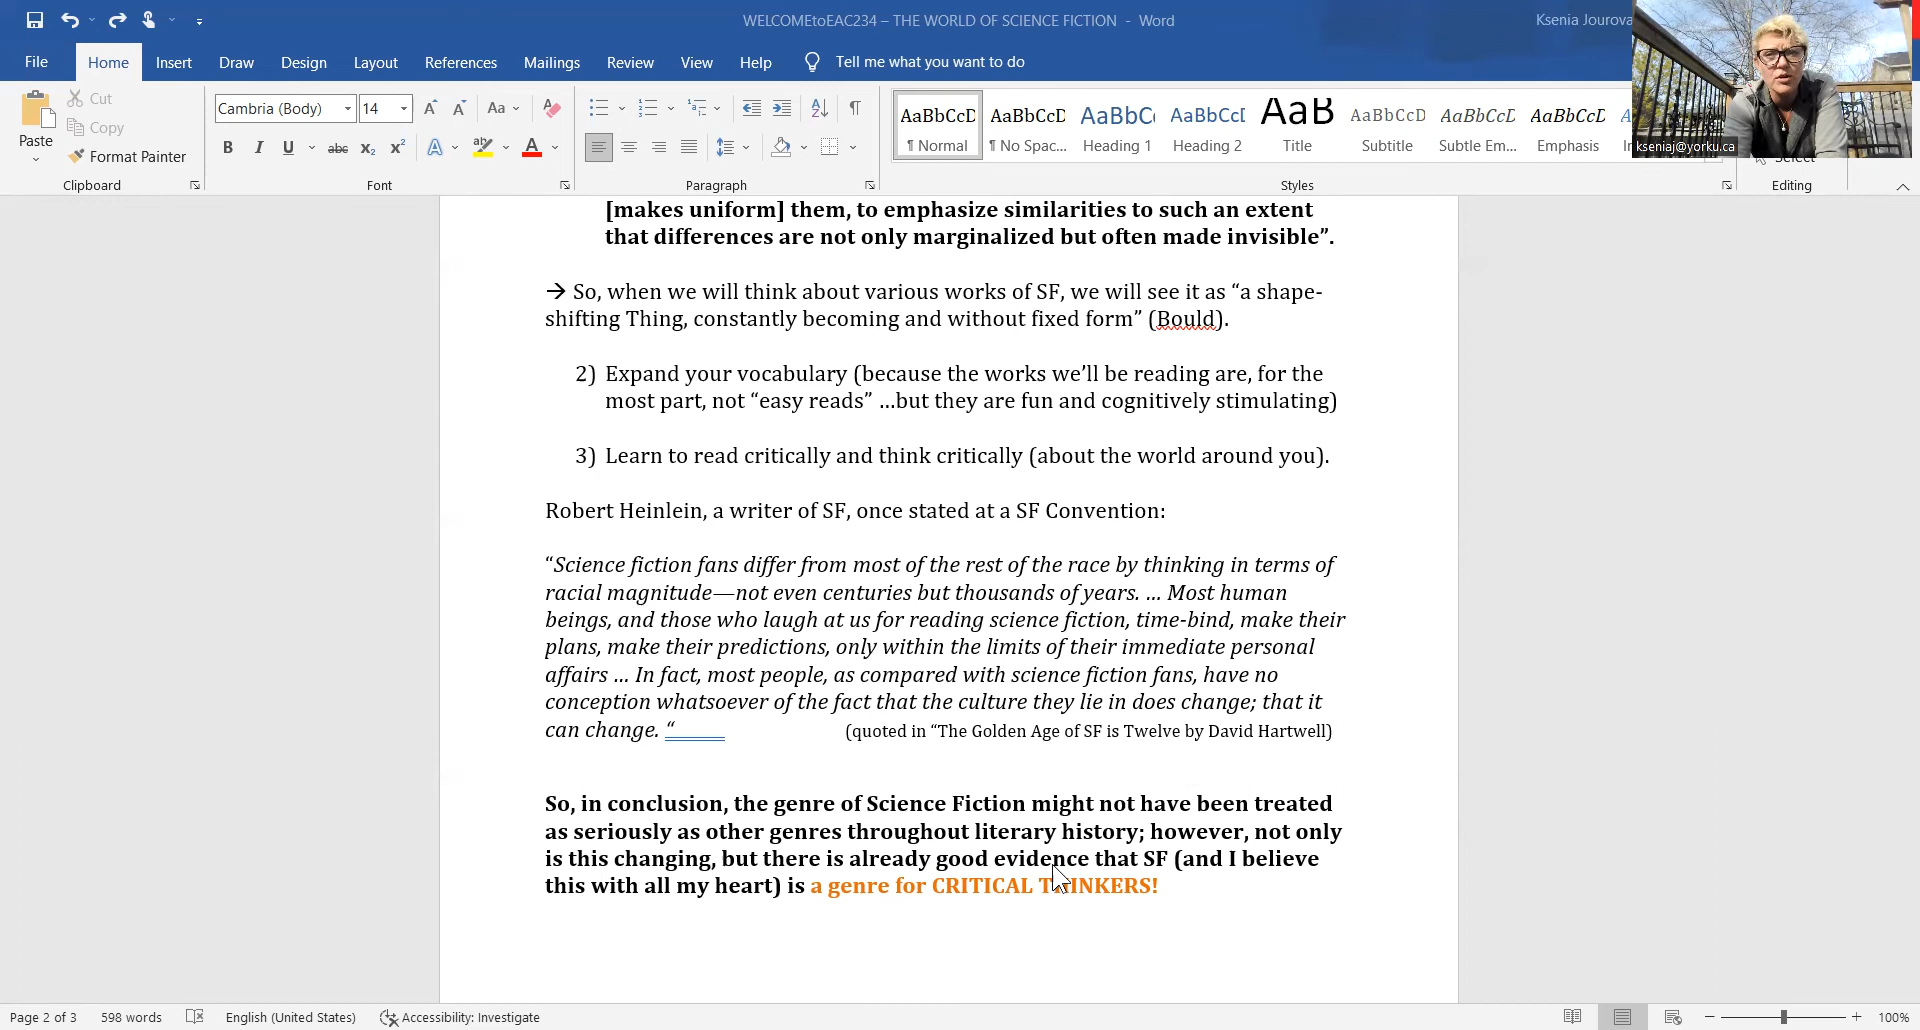 WELCOMEtoEAC234 – THE WORLD OF SCIENCE FICTION - Word
Ksenia Jourova
File Home Insert Draw Design Layout References Mailings Review View Help Tell me what you want to do
Paste
Cut
Copy
Format Painter
Cambria (Body) 14
AaBbCcD AaBbCcD AaBbC AaBbCcL AaB AaBbCcD AaBbCcD AaBbCcD
¶ Normal ¶ No Spac... Heading 1 Heading 2 Title Subtitle Subtle Em... Emphasis
kseniaj@yorku.ca
Select
Clipboard Font Paragraph Styles Editing
[makes uniform] them, to emphasize similarities to such an extent
that differences are not only marginalized but often made invisible”.
→ So, when we will think about various works of SF, we will see it as “a shape-
shifting Thing, constantly becoming and without fixed form” (Bould).
2) Expand your vocabulary (because the works we’ll be reading are, for the
most part, not “easy reads” …but they are fun and cognitively stimulating)
3) Learn to read critically and think critically (about the world around you).
Robert Heinlein, a writer of SF, once stated at a SF Convention:
“Science fiction fans differ from most of the rest of the race by thinking in terms of
racial magnitude—not even centuries but thousands of years. … Most human
beings, and those who laugh at us for reading science fiction, time-bind, make their
plans, make their predictions, only within the limits of their immediate personal
affairs … In fact, most people, as compared with science fiction fans, have no
conception whatsoever of the fact that the culture they lie in does change; that it
can change. “ (quoted in “The Golden Age of SF is Twelve by David Hartwell)
So, in conclusion, the genre of Science Fiction might not have been treated
as seriously as other genres throughout literary history; however, not only
is this changing, but there is already good evidence that SF (and I believe
this with all my heart) is a genre for CRITICAL THINKERS!
Page 2 of 3 598 words English (United States) Accessibility: Investigate 100%